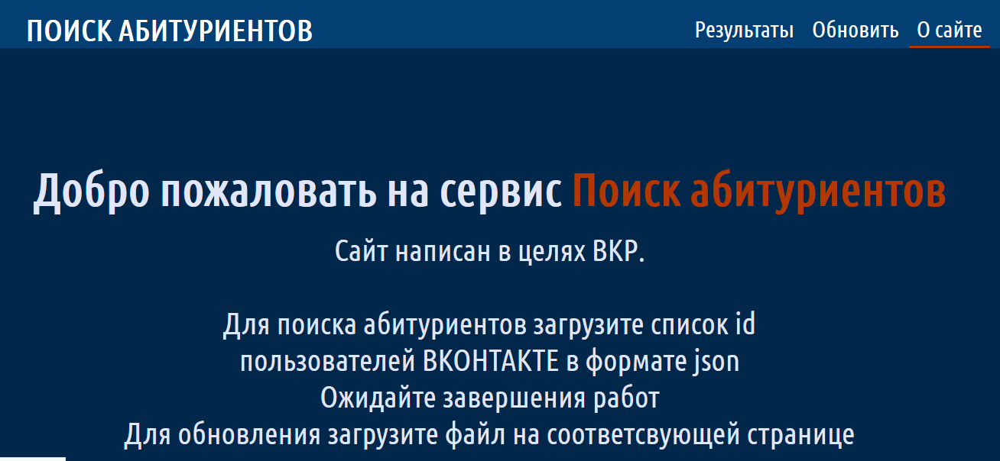 ПОИСК АБИТУРИЕНТОВ
Результаты Обновить О сайте
Добро пожаловать на сервис Поиск абитуриентов
Сайт написан в целях ВКР.
Для поиска абитуриентов загрузите список id
пользователей ВКОНТАКТЕ в формате json
Ожидайте завершения работ
Для обновления загрузите файл на соответсвующей странице